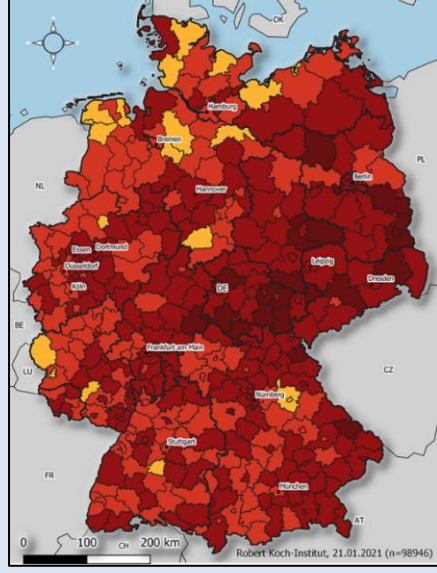 DK
Hamburg
Bremen
PL
NL
Berlin
Hannover
Essen
Dortmund
Düsseldorf
Leipzig
Köln
Dresden
DE
BE
Frankfurt am Main
LU
CZ
Nürnberg
Stuttgart
FR
München
AT
0 100 200 km
CH
Robert Koch-Institut, 21.01.2021 (n=98946)